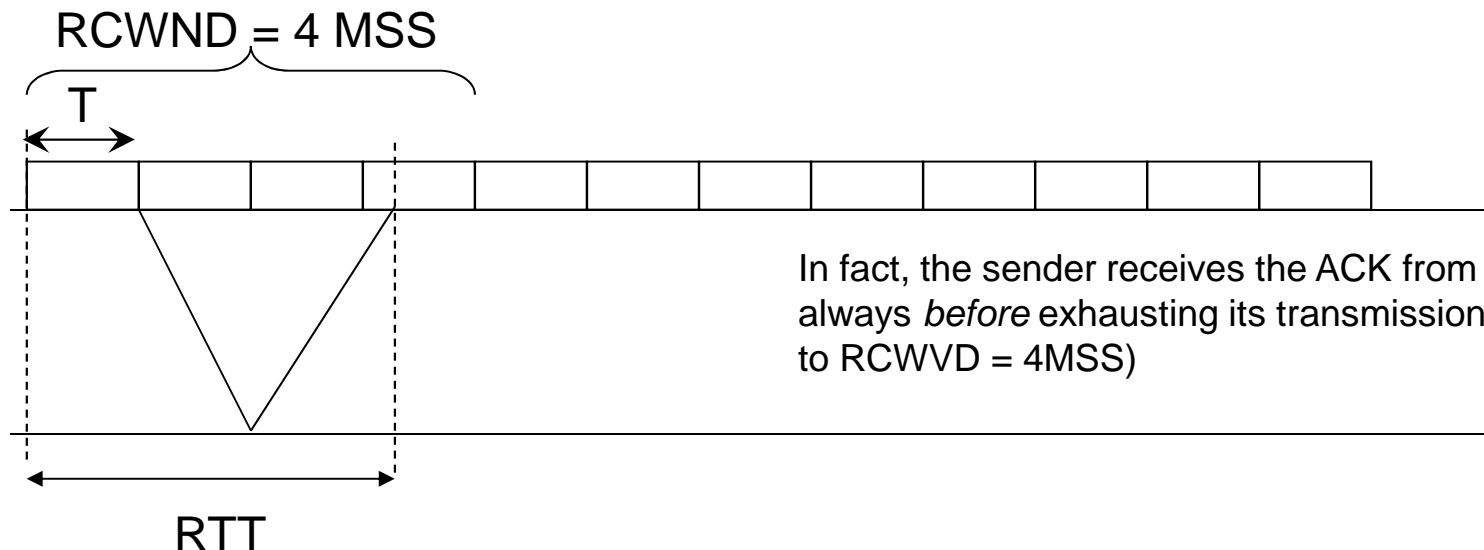 RCWND = 4 MSS
T
In fact, the sender receives the ACK from
always before exhausting its transmission
to RCWVD = 4MSS)
RTT